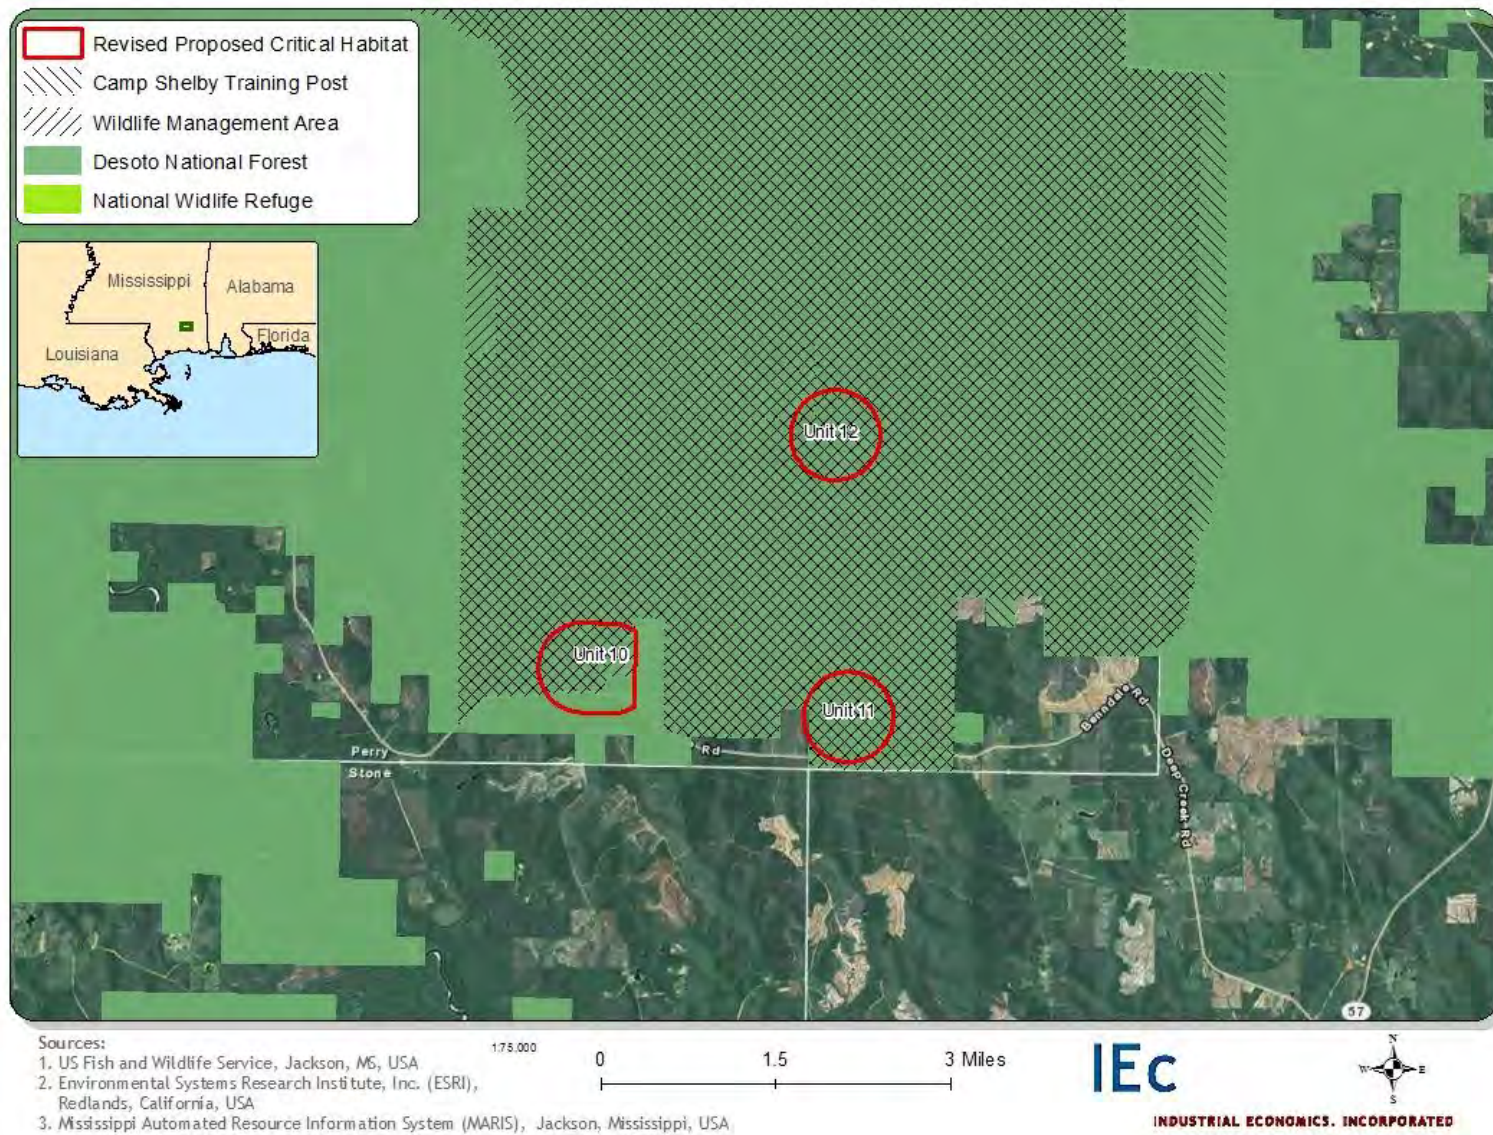 Revised Proposed Critical Habitat
Camp Shelby Training Post
Wildlife Management Area
Desoto National Forest
National Widlife Refuge
Mississippi
Alabama
Florida
Louisiana
Unit 12
Unit 10
Unit 11
Benndale Rd
Perry
Rd
Stone
Deep Creek Rd
57
Sources:
1. US Fish and Wildlife Service, Jackson, MS, USA
2. Environmental Systems Research Institute, Inc. (ESRI),
Redlands, California, USA
3. Mississippi Automated Resource Information System (MARIS), Jackson, Mississippi, USA
1:75,000
0 1.5 3 Miles
IEc
N
W E
S
INDUSTRIAL ECONOMICS, INCORPORATED